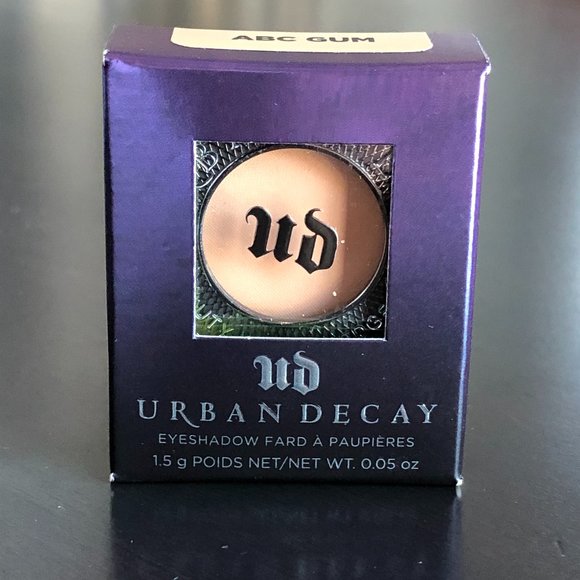 ABC GUM
ud
ud
URBAN DECAY
EYESHADOW FARD À PAUPIÈRES
1.5 g POIDS NET/NET WT. 0.05 oz